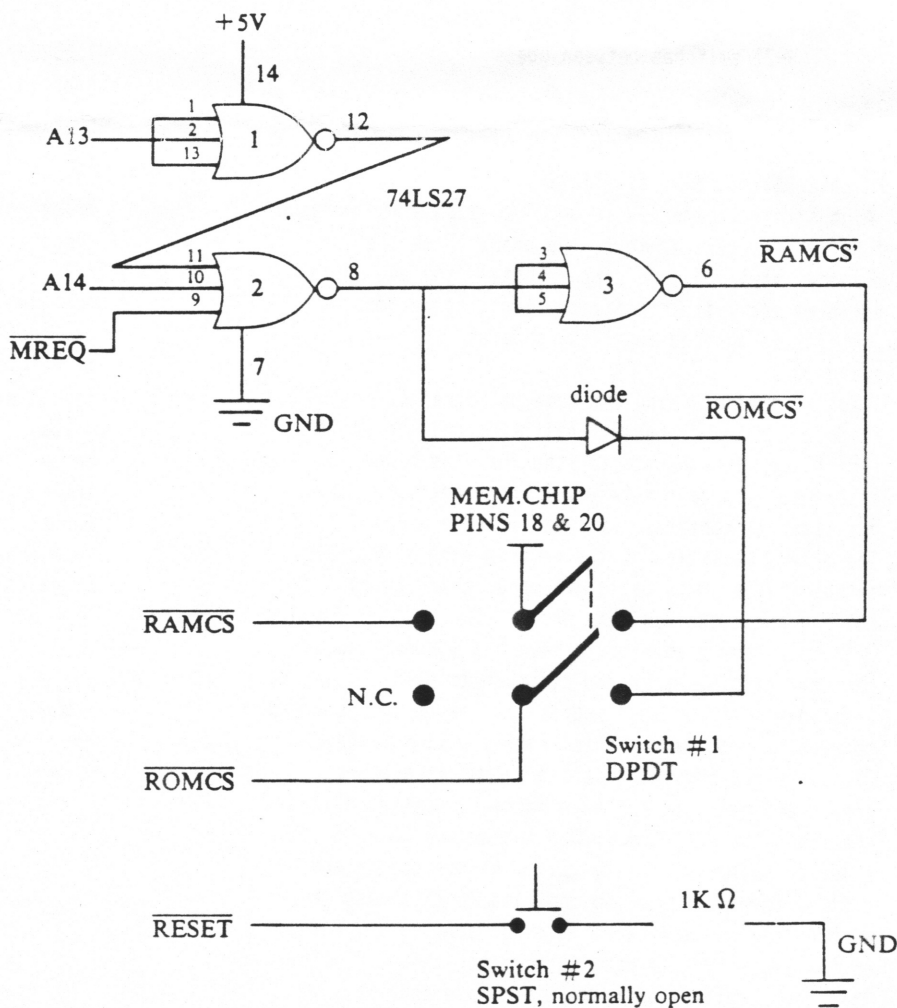 +5V
14
1
2
13
A13
1
12
74LS27
11
10
9
A14
2
8
3
4
5
3
6
RAMCS'
MREQ
7
GND
diode
ROMCS'
MEM.CHIP
PINS 18 & 20
RAMCS
N.C.
Switch #1
DPDT
ROMCS
1K Ω
RESET
GND
Switch #2
SPST, normally open